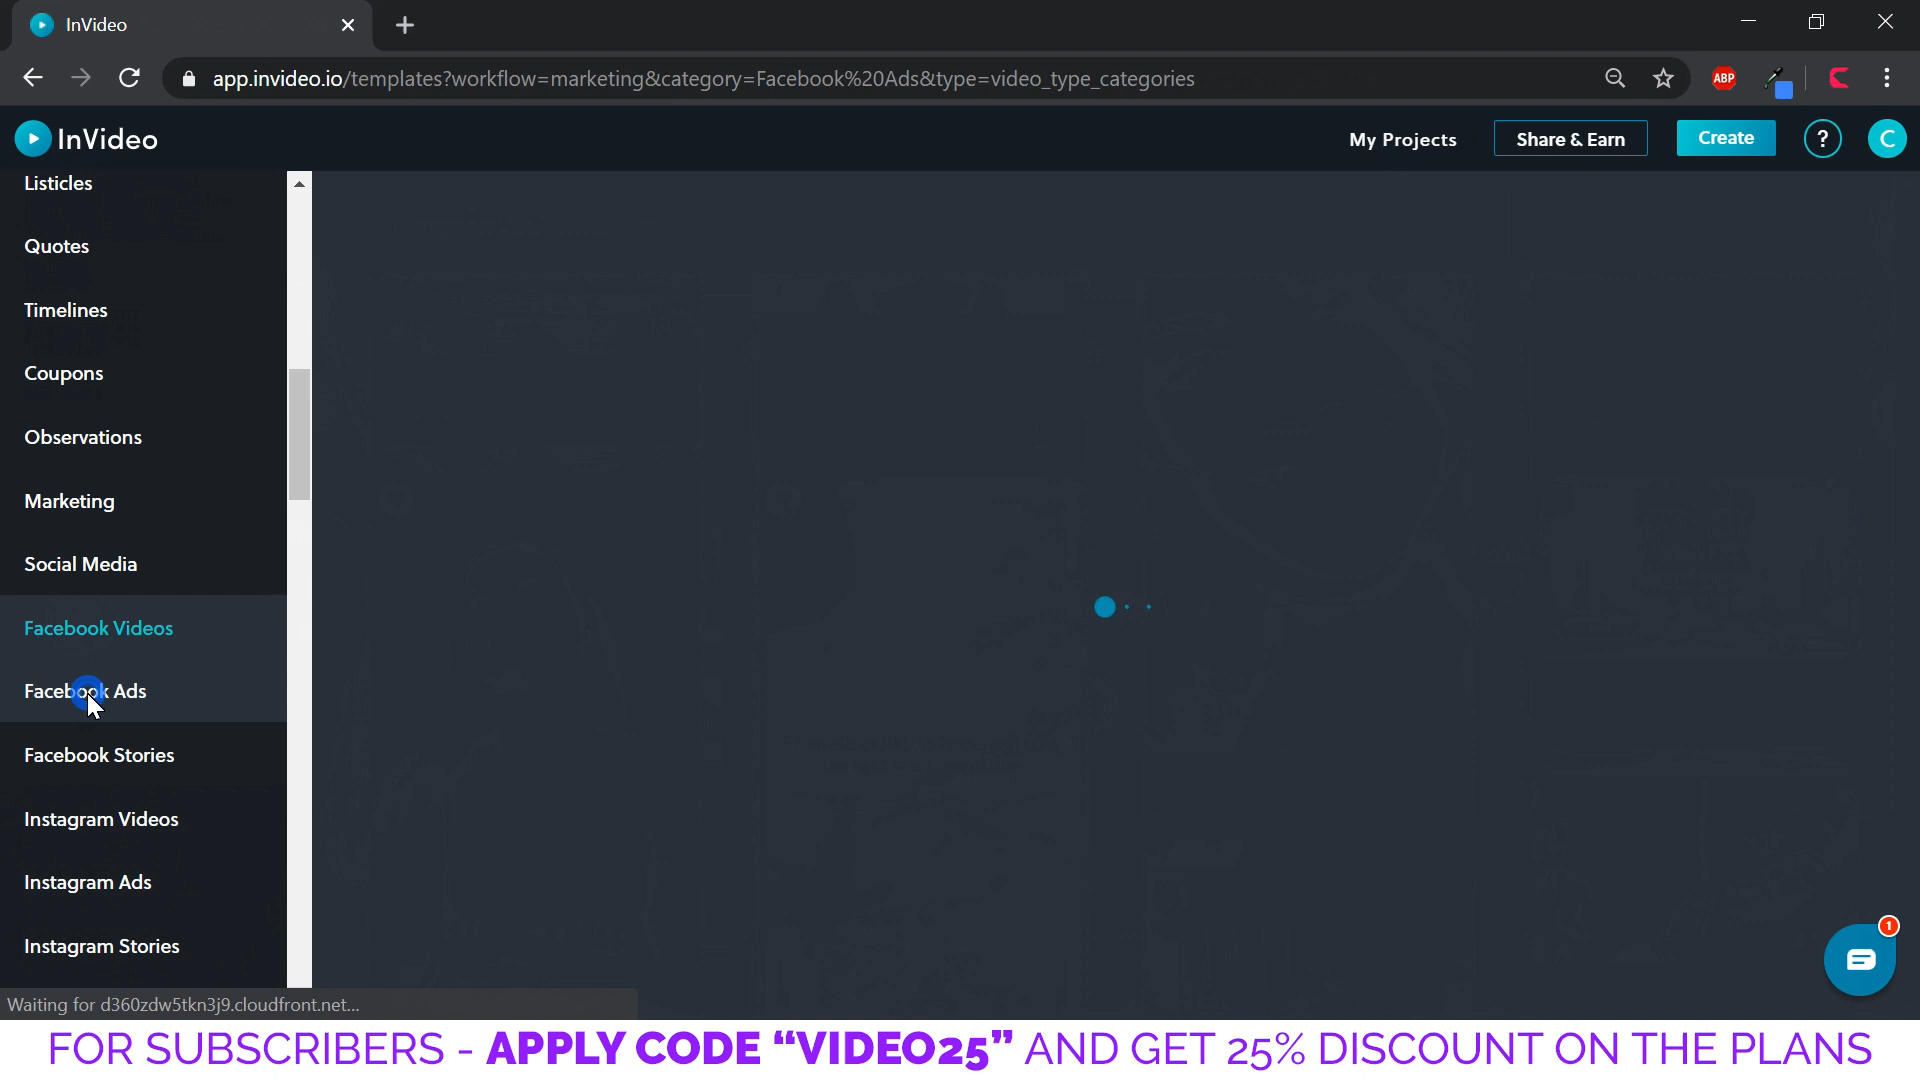 InVideo
app.invideo.io/templates?workflow=marketing&category=Facebook%20Ads&type=video_type_categories
ABP
InVideo
My Projects
Share & Earn
Create
?
C
Listicles
Quotes
Timelines
Coupons
Observations
Marketing
Social Media
Facebook Videos
Facebook Ads
Facebook Stories
Instagram Videos
Instagram Ads
Instagram Stories
1
Waiting for d360zdw5tkn3j9.cloudfront.net...
FOR SUBSCRIBERS - APPLY CODE “VIDEO25” AND GET 25% DISCOUNT ON THE PLANS